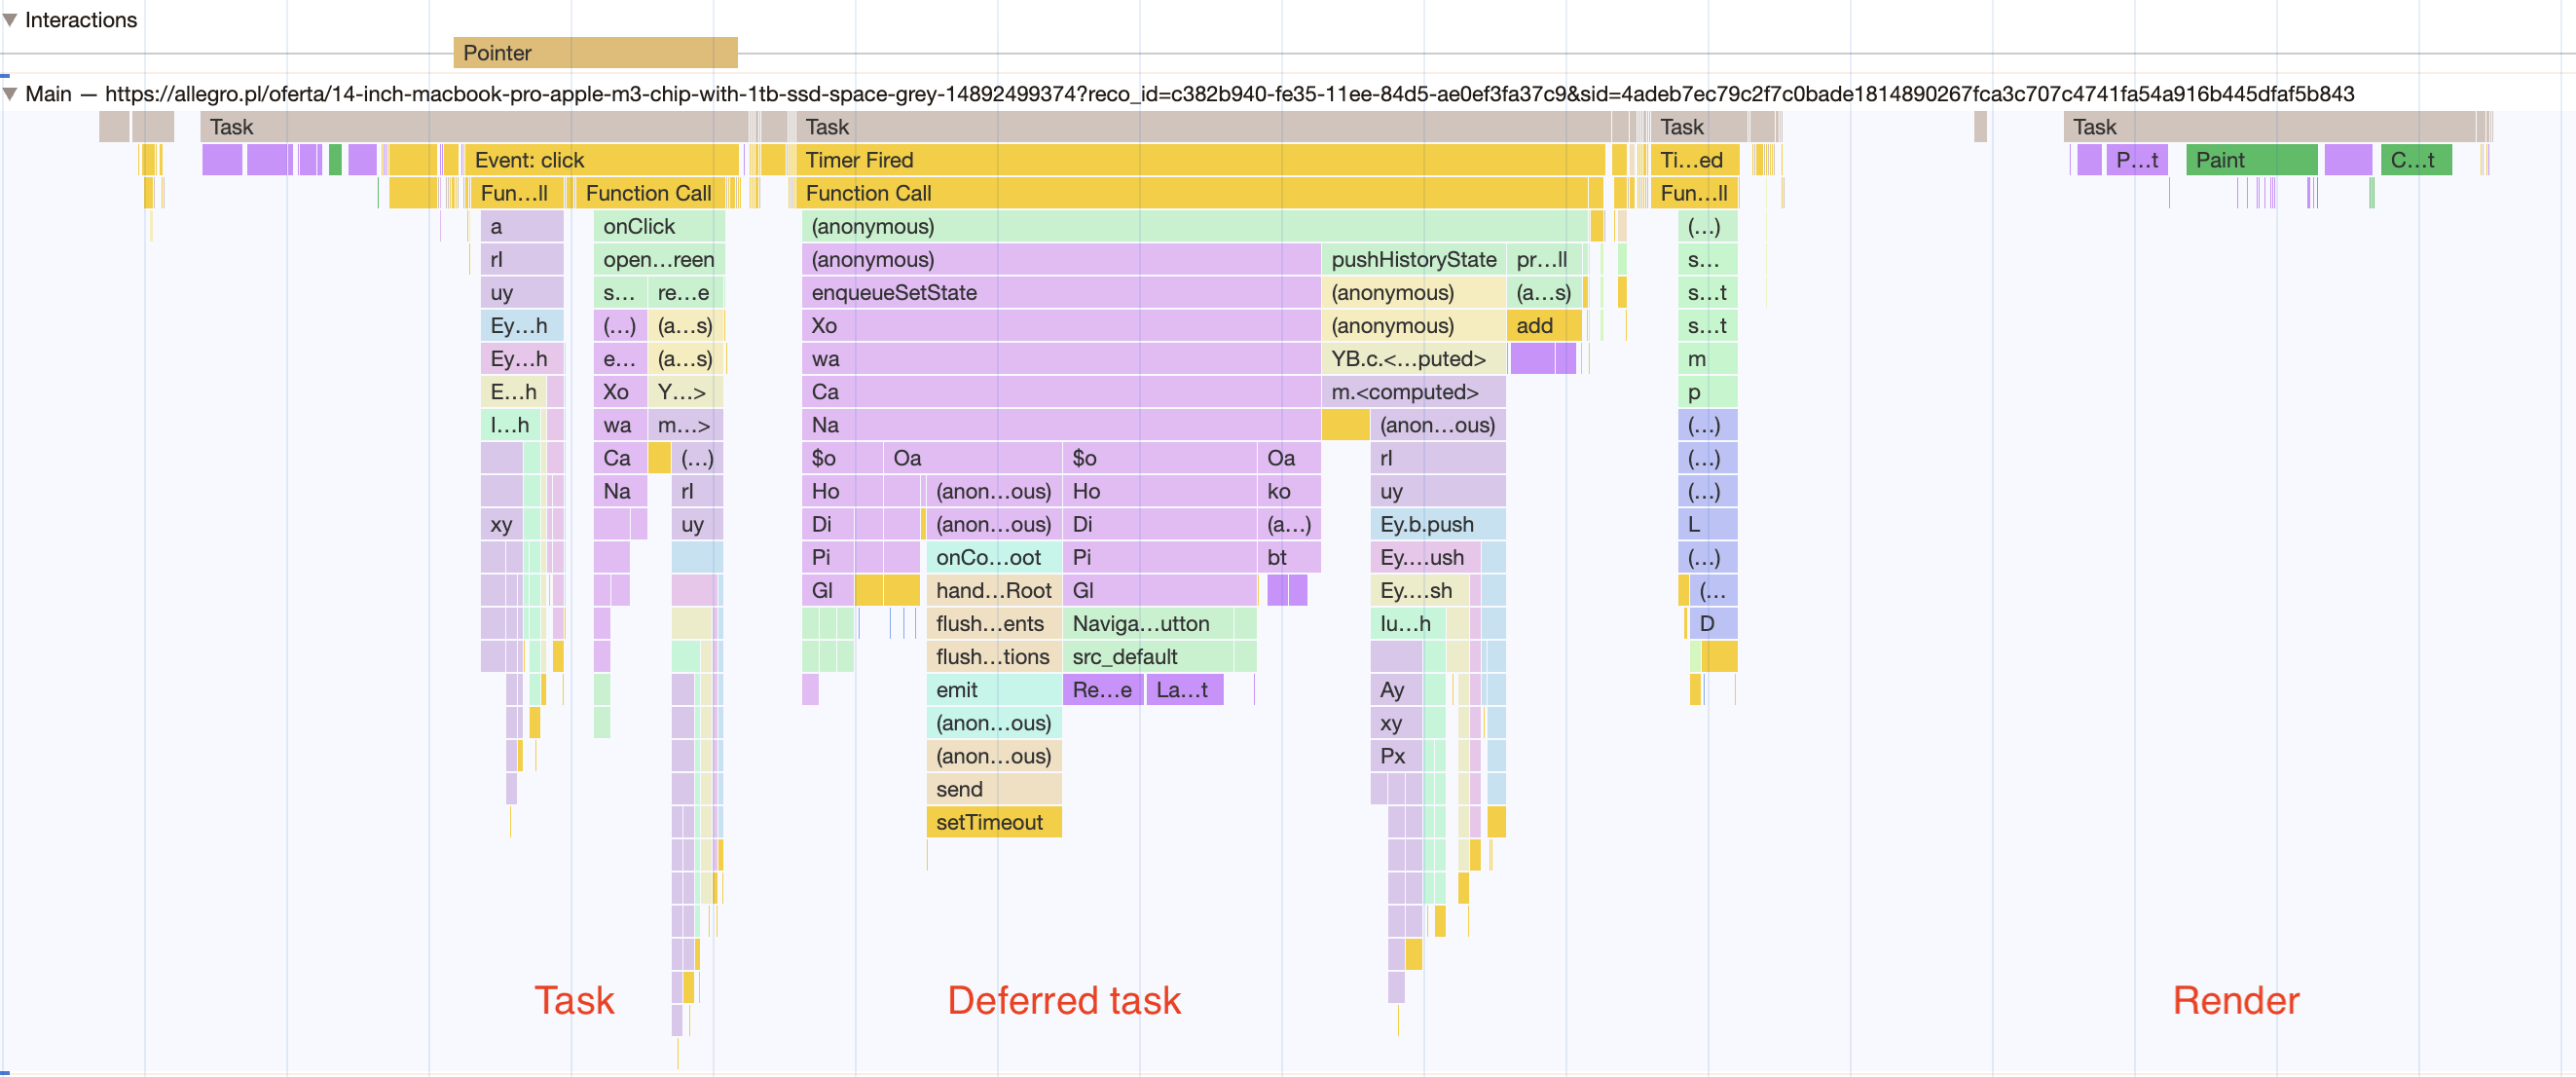 Interactions
Pointer
Main — https://allegro.pl/oferta/14-inch-macbook-pro-apple-m3-chip-with-1tb-ssd-space-grey-14892499374?reco_id=c382b940-fe35-11ee-84d5-ae0ef3fa37c9&sid=4adeb7ec79c2f7c0bade1814890267fca3c707c4741fa54a916b445dfaf5b843
Task Task Task Task
Event: click Timer Fired Ti…ed P…t Paint C…t
Fun…ll Function Call Function Call Fun…ll
a onClick (anonymous) (…)
rl open…reen (anonymous) pushHistoryState pr…ll s…
uy s… re…e enqueueSetState (anonymous) (a…s) s…t
Ey…h (…) (a…s) Xo (anonymous) add s…t
Ey…h e… (a…s) wa YB.c.<…puted> m
E…h Xo Y…> Ca m.<computed> p
I…h wa m…> Na (anon…ous) (…)
Ca (…) $o Oa $o Oa rl (…)
Na rl Ho (anon…ous) Ho ko uy (…)
xy uy Di (anon…ous) Di (a…) Ey.b.push L
Pi onCo…oot Pi bt Ey.…ush (…)
Gl hand…Root Gl Ey.…sh (…
flush…ents Naviga…utton Iu…h D
flush…tions src_default
emit Re…e La…t Ay
(anon…ous) xy
(anon…ous) Px
send
setTimeout
Task Deferred task Render